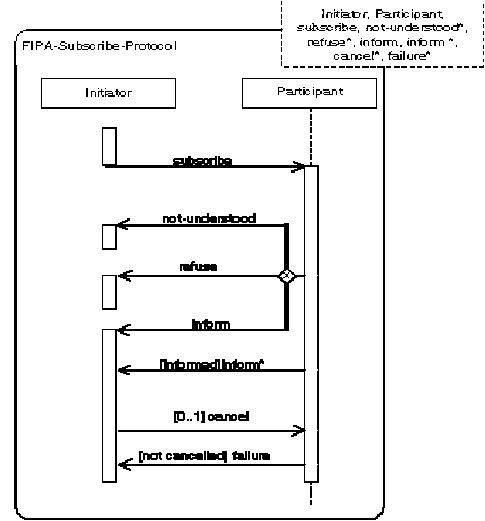 Initiator, Participant,
subscribe, not-understood*,
refuse*, inform, inform *,
cancel*, failure*
FIPA-Subscribe-Protocol
Initiator
Participant
subscribe
not-understood
refuse
inform
[informed]inform*
[0..1] cancel
[not cancelled] failure